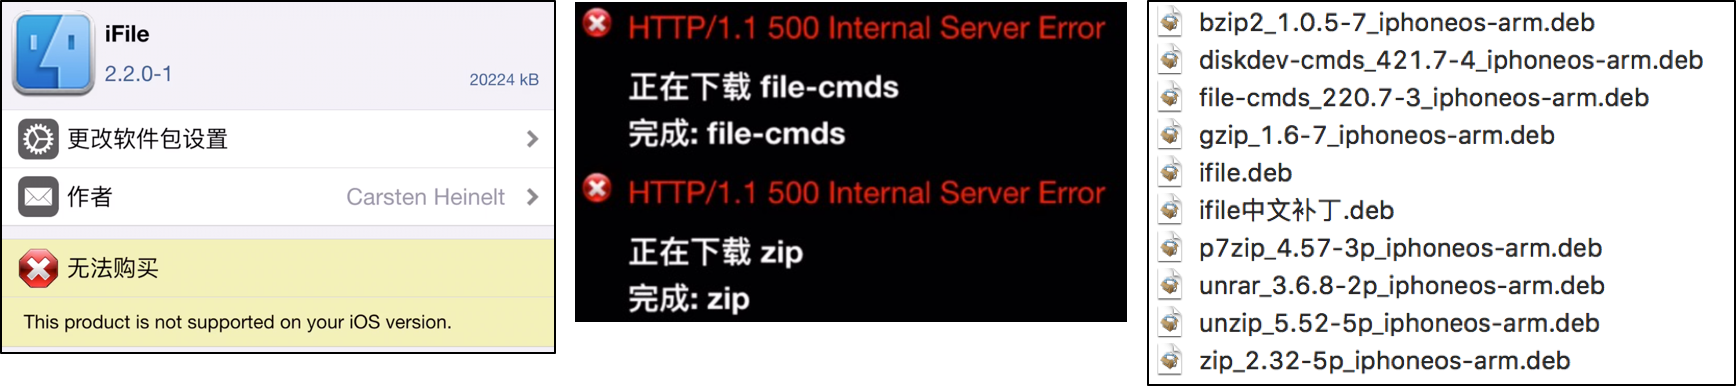 iFile
2.2.0-1
20224 kB
更改软件包设置
作者
Carsten Heinelt
无法购买
This product is not supported on your iOS version.
HTTP/1.1 500 Internal Server Error
正在下载 file-cmds
完成: file-cmds
HTTP/1.1 500 Internal Server Error
正在下载 zip
完成: zip
bzip2_1.0.5-7_iphoneos-arm.deb
diskdev-cmds_421.7-4_iphoneos-arm.deb
file-cmds_220.7-3_iphoneos-arm.deb
gzip_1.6-7_iphoneos-arm.deb
ifile.deb
ifile中文补丁.deb
p7zip_4.57-3p_iphoneos-arm.deb
unrar_3.6.8-2p_iphoneos-arm.deb
unzip_5.52-5p_iphoneos-arm.deb
zip_2.32-5p_iphoneos-arm.deb